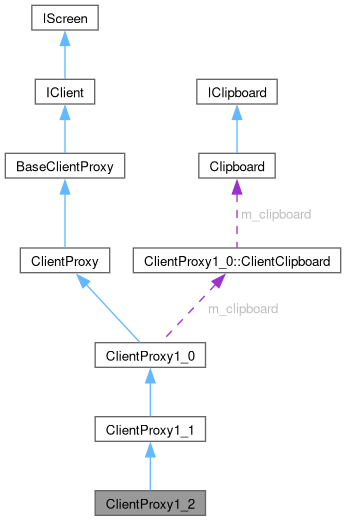 IScreen
IClient
IClipboard
BaseClientProxy
Clipboard
m_clipboard
ClientProxy
ClientProxy1_0::ClientClipboard
m_clipboard
ClientProxy1_0
ClientProxy1_1
ClientProxy1_2